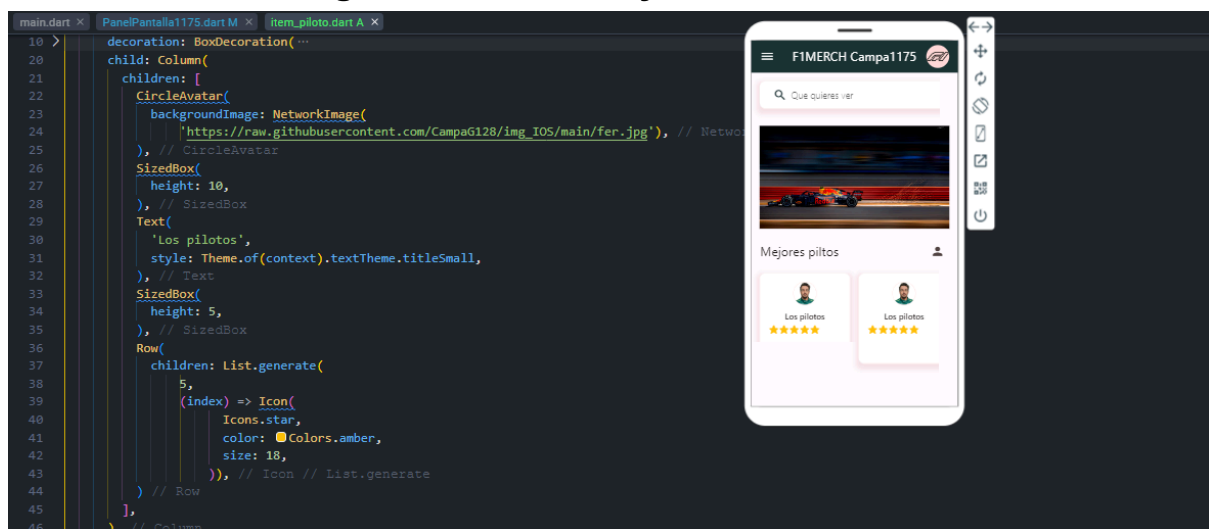 main.dart × PanelPantalla1175.dart M × item_piloto.dart A ×
10 > decoration: BoxDecoration( ···
20 child: Column(
21 children: [
22 CircleAvatar(
23 backgroundImage: NetworkImage(
24 'https://raw.githubusercontent.com/CampaG128/img_IOS/main/fer.jpg'), // Netwo
25 ), // CircleAvatar
26 SizedBox(
27 height: 10,
28 ), // SizedBox
29 Text(
30 'Los pilotos',
31 style: Theme.of(context).textTheme.titleSmall,
32 ), // Text
33 SizedBox(
34 height: 5,
35 ), // SizedBox
36 Row(
37 children: List.generate(
38 5,
39 (index) => Icon(
40 Icons.star,
41 color: Colors.amber,
42 size: 18,
43 )), // Icon // List.generate
44 ) // Row
45 ],
46 ), // Column
F1MERCH Campa1175
Que quieres ver
Mejores piltos
Los pilotos Los pilotos